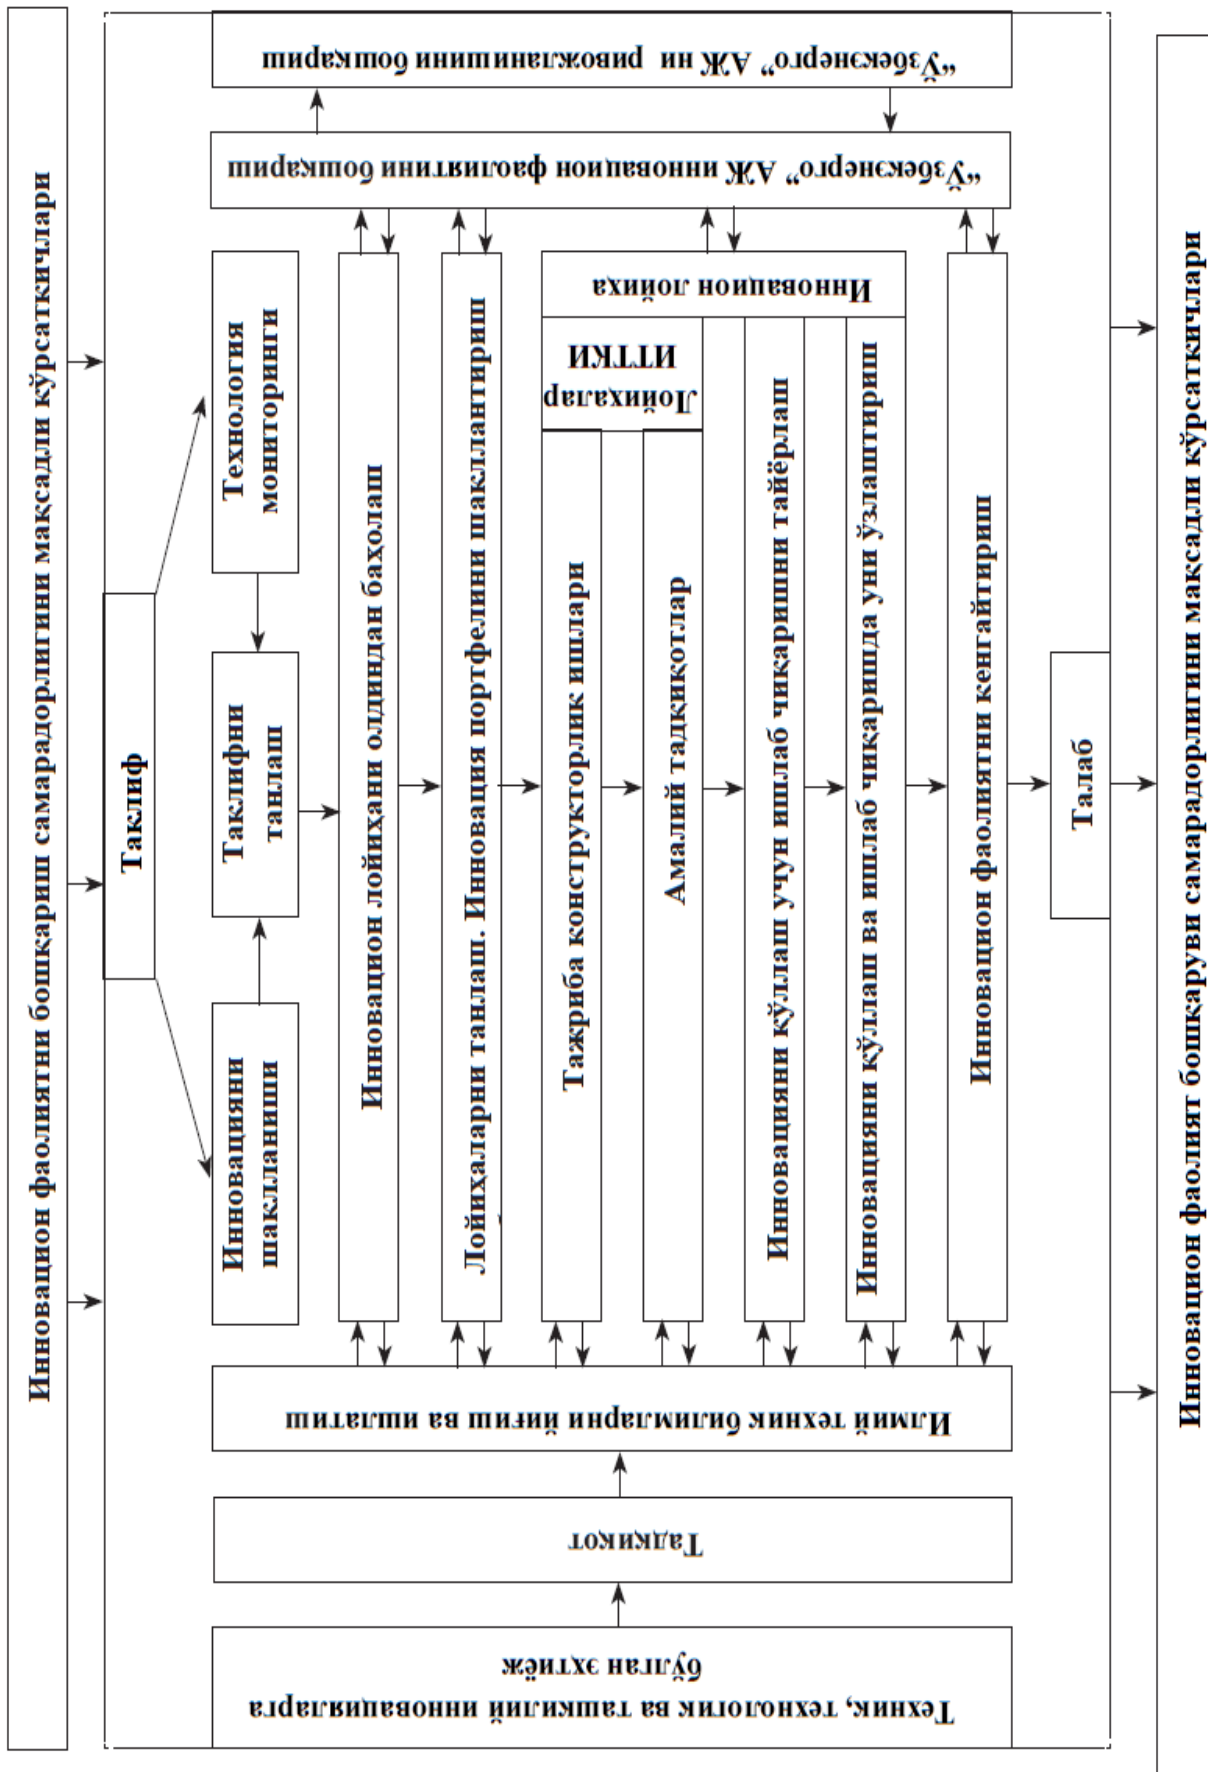 Инновацион фаолиятни бошқариш самарадорлигини мақсадли кўрсаткичлари
Таклиф
Инновацияни
шаклланиши
Таклифни
танлаш
Технология
мониторинги
Инновацион лойиҳани олдиндан баҳолаш
Лойиҳаларни танлаш. Инновация портфелини шакллантириш
Тажриба конструкторлик ишлари
Амалий тадқиқотлар
Лойиҳалар
ИТТКИ
Инновацион лойиҳа
Инновацияни қўллаш учун ишлаб чиқаришни тайёрлаш
Инновацияни қўллаш ва ишлаб чиқаришда уни ўзлаштириш
Инновацион фаолиятни кенгайтириш
Талаб
Техник, технологик ва ташкилий инновацияларга
бўлган эҳтиёж
Тадқиқот
Илмий техник билимларни йиғиш ва ишлатиш
“Ўзбекэнерго” АЖ инновацион фаолиятини бошқариш
“Ўзбекэнерго” АЖ ни ривожланишини бошқариш
Инновацион фаолият бошқаруви самарадорлигини мақсадли кўрсаткичлари